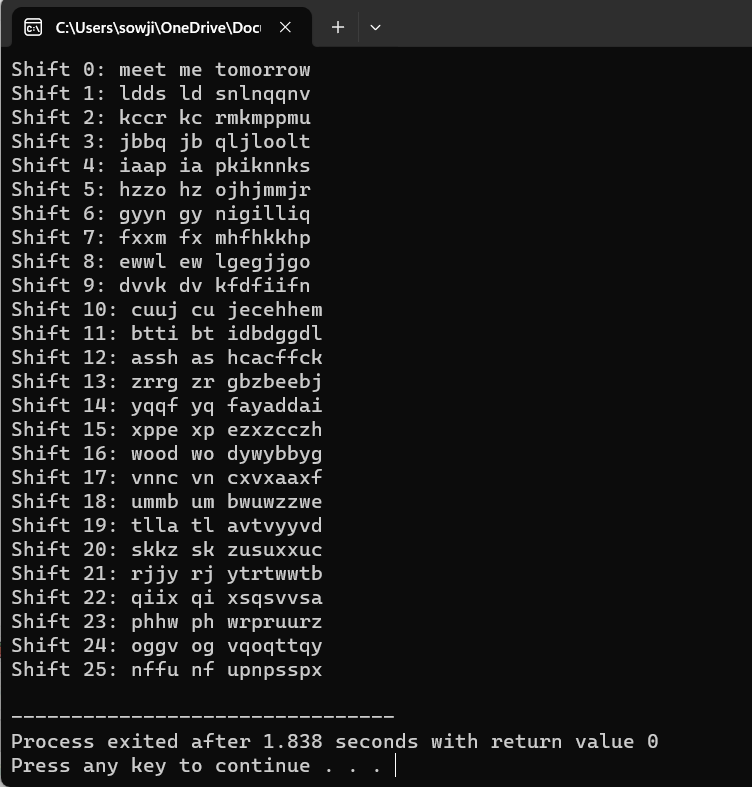 C:\Users\sowji\OneDrive\Doc
Shift 0: meet me tomorrow
Shift 1: ldds ld snlnqqnv
Shift 2: kccr kc rmkmppmu
Shift 3: jbbq jb qljloolt
Shift 4: iaap ia pkiknnks
Shift 5: hzzo hz ojhjmmjr
Shift 6: gyyn gy nigilliq
Shift 7: fxxm fx mhfhkkhp
Shift 8: ewwl ew lgegjjgo
Shift 9: dvvk dv kfdfiifn
Shift 10: cuuj cu jecehhem
Shift 11: btti bt idbdggdl
Shift 12: assh as hcacffck
Shift 13: zrrg zr gbzbeebj
Shift 14: yqqf yq fayaddai
Shift 15: xppe xp ezxzcczh
Shift 16: wood wo dywybbyg
Shift 17: vnnc vn cxvxaaxf
Shift 18: ummb um bwuwzzwe
Shift 19: tlla tl avtvyyvd
Shift 20: skkz sk zusuxxuc
Shift 21: rjjy rj ytrtwwtb
Shift 22: qiix qi xsqsvvsa
Shift 23: phhw ph wrpruurz
Shift 24: oggv og vqoqttqy
Shift 25: nffu nf upnpsspx
--------------------------------
Process exited after 1.838 seconds with return value 0
Press any key to continue . . .